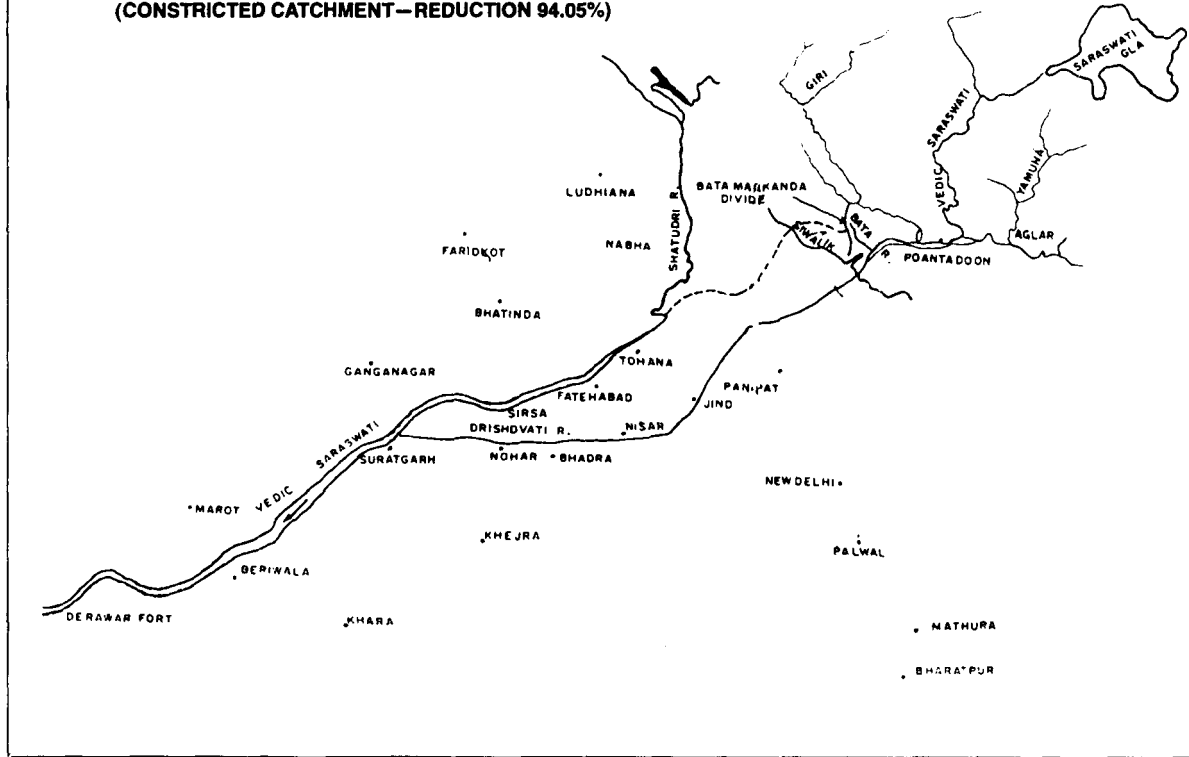 (CONSTRICTED CATCHMENT—REDUCTION 94.05%)
SARASWATI
GLA
GIRI
VEDIC SARASWATI
YAMUNA
LUDHIANA
SHATUDRI R.
BATA MARKANDA
DIVIDE
BATA R.
SIWALIK
AGLAR
POANTADOON
FARIDKOT
NABHA
BHATINDA
TOHANA
GANGANAGAR
FATEHABAD
PANIPAT
JIND
SIRSA
DRISHDVATI R.
NISAR
SURATGARH
NOHAR
BHADRA
VEDIC SARASWATI
NEW DELHI
MAROT
KHEJRA
PALWAL
BERIWALA
DERAWAR FORT
KHARA
MATHURA
BHARATPUR